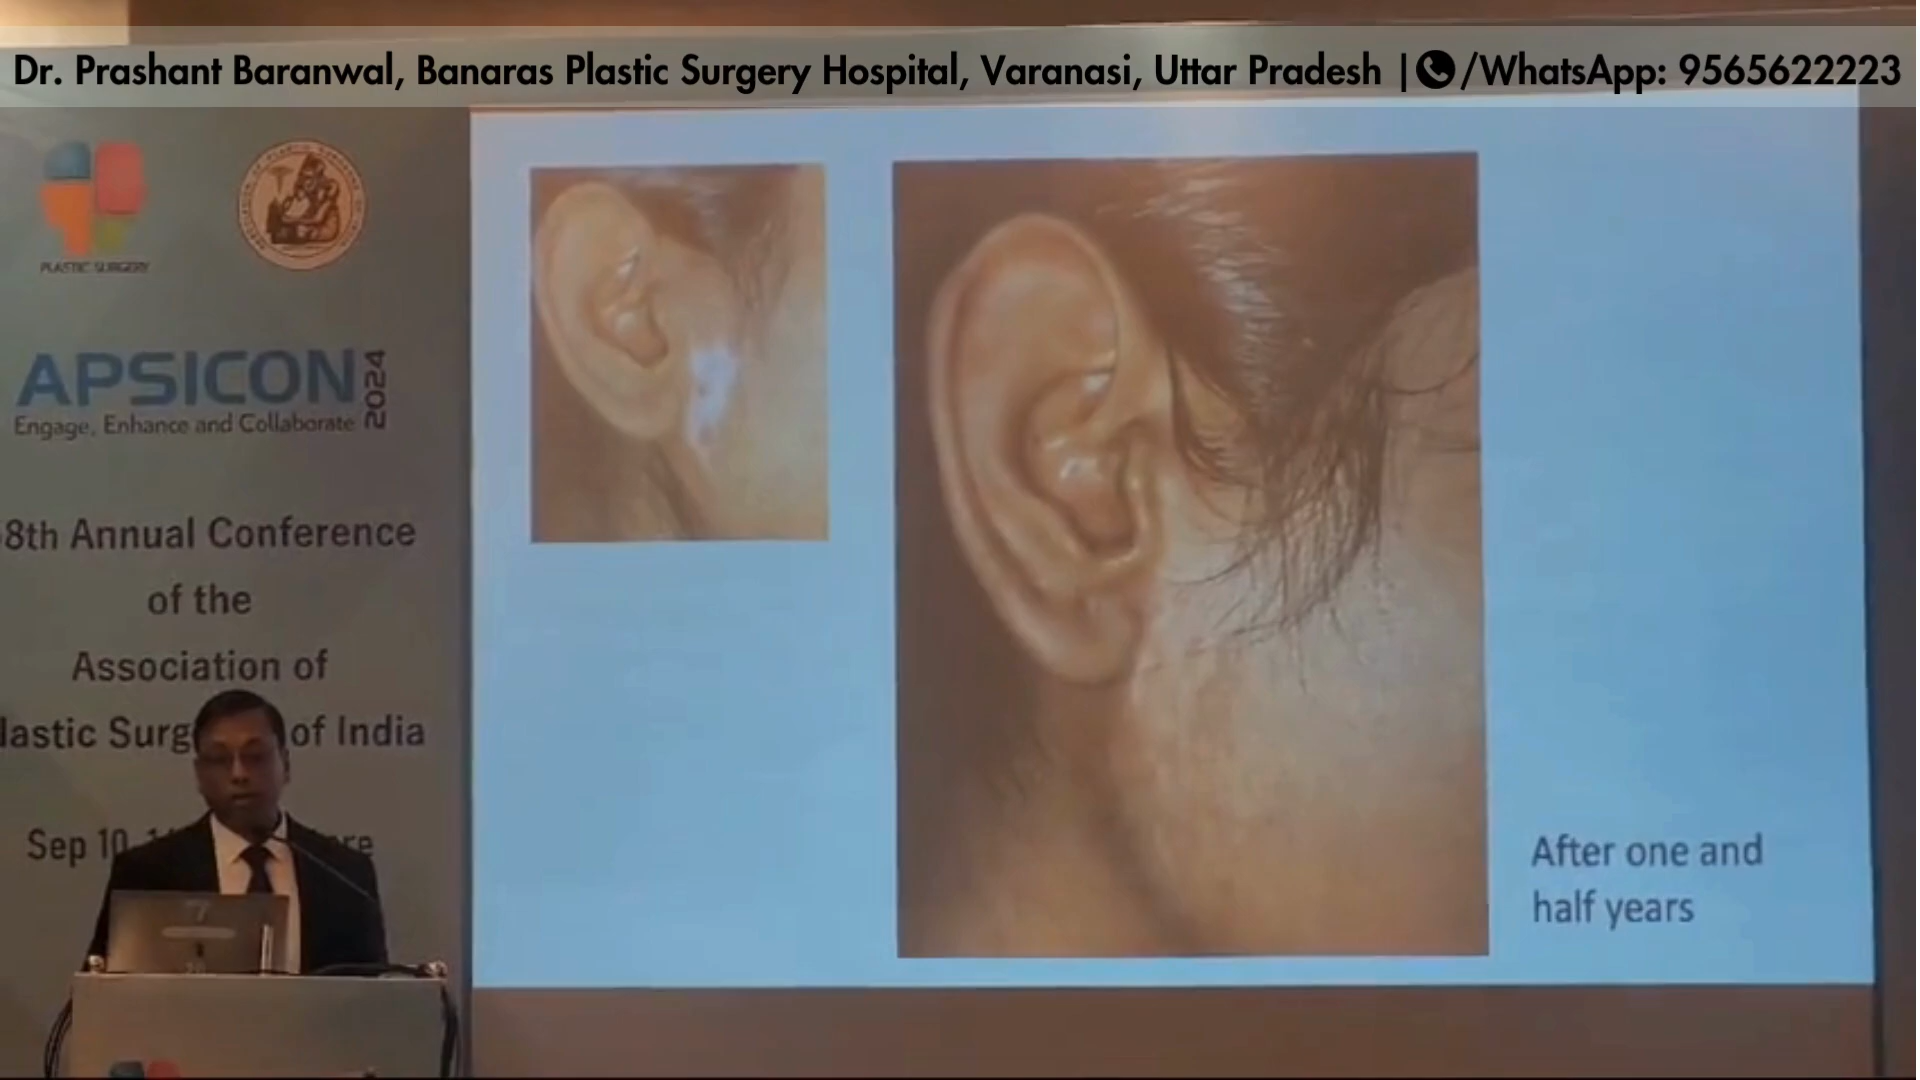 Dr. Prashant Baranwal, Banaras Plastic Surgery Hospital, Varanasi, Uttar Pradesh | /WhatsApp: 9565622223
PLASTIC SURGERY
APSICON 2024
Engage, Enhance and Collaborate
8th Annual Conference
of the
Association of
lastic Surg of India
Sep 10
After one and
half years